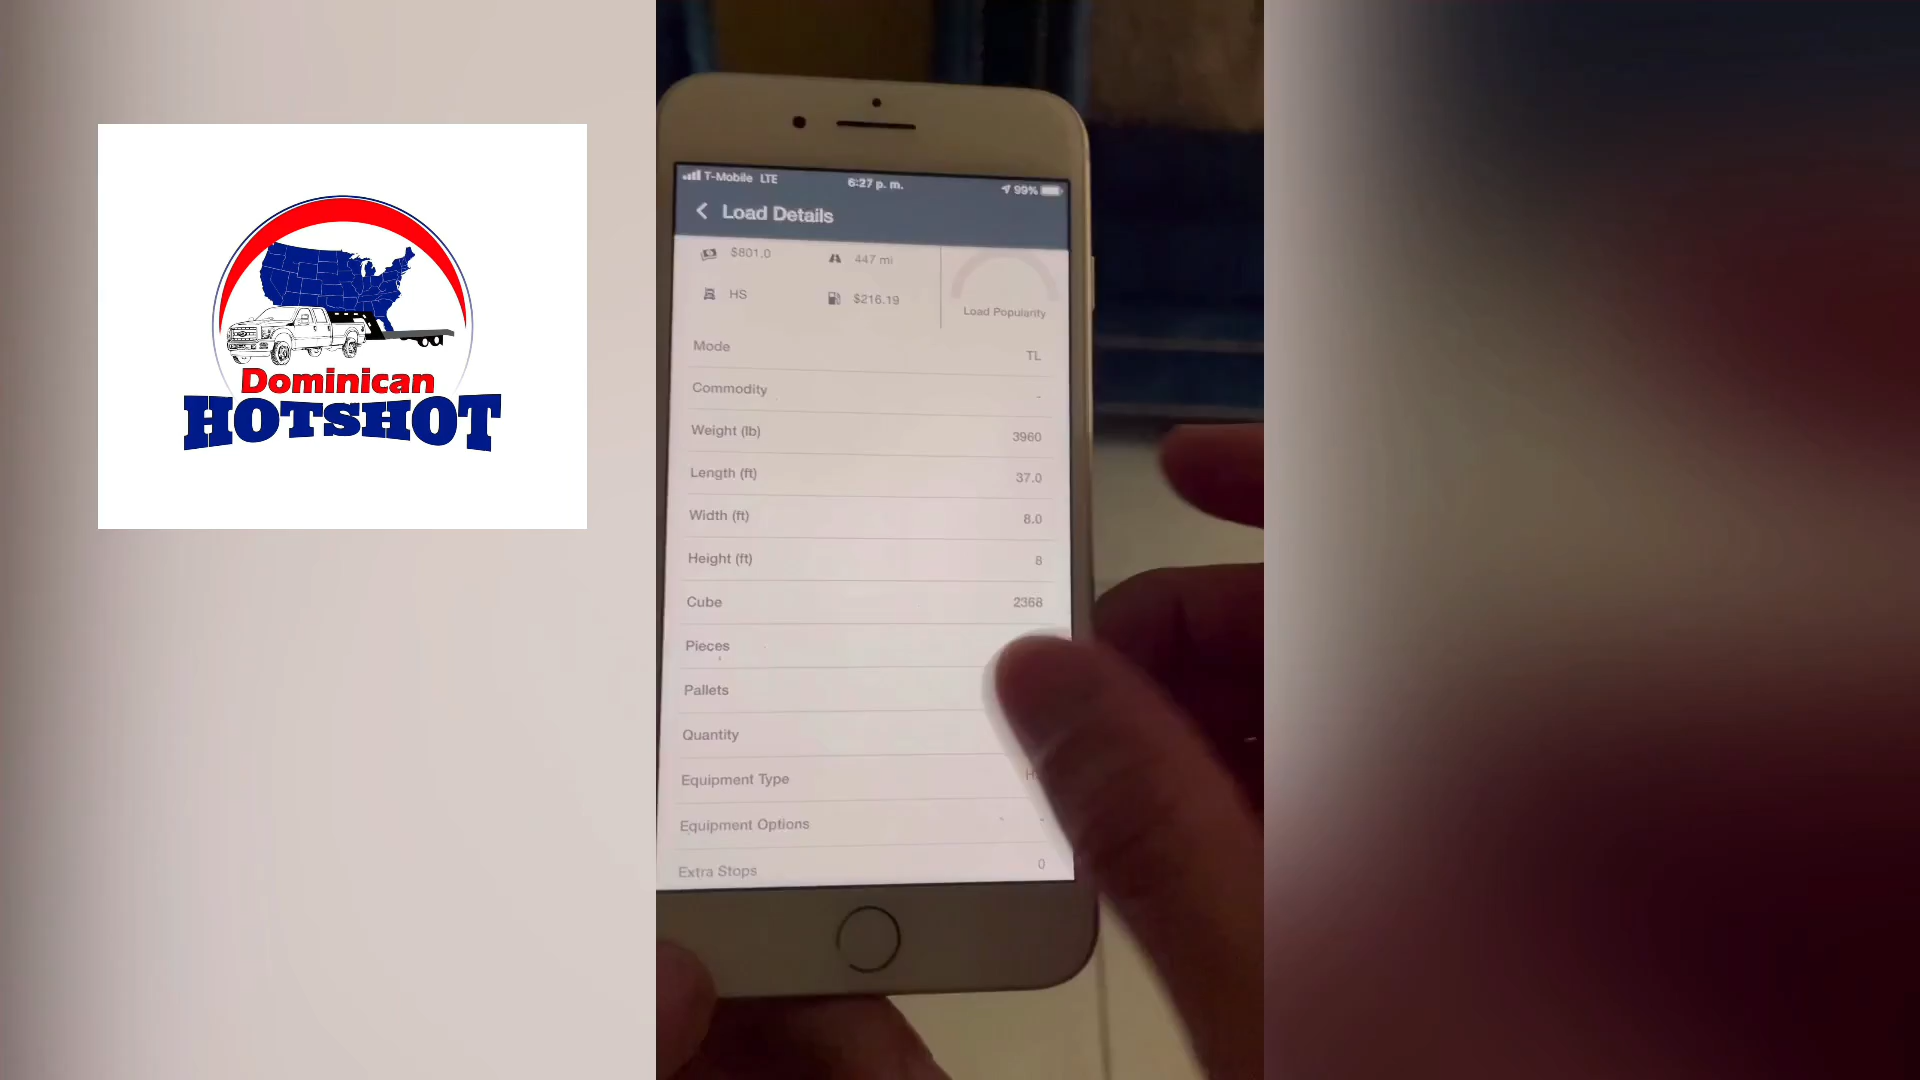 Dominican
HOTSHOT
T-Mobile LTE
6:27 p. m.
99%
Load Details
$801.0
447 mi
HS
$216.19
Load Popularity
Mode
TL
Commodity
-
Weight (lb)
3960
Length (ft)
37.0
Width (ft)
8.0
Height (ft)
8
Cube
2368
Pieces
Pallets
Quantity
Equipment Type
Equipment Options
-
Extra Stops
0